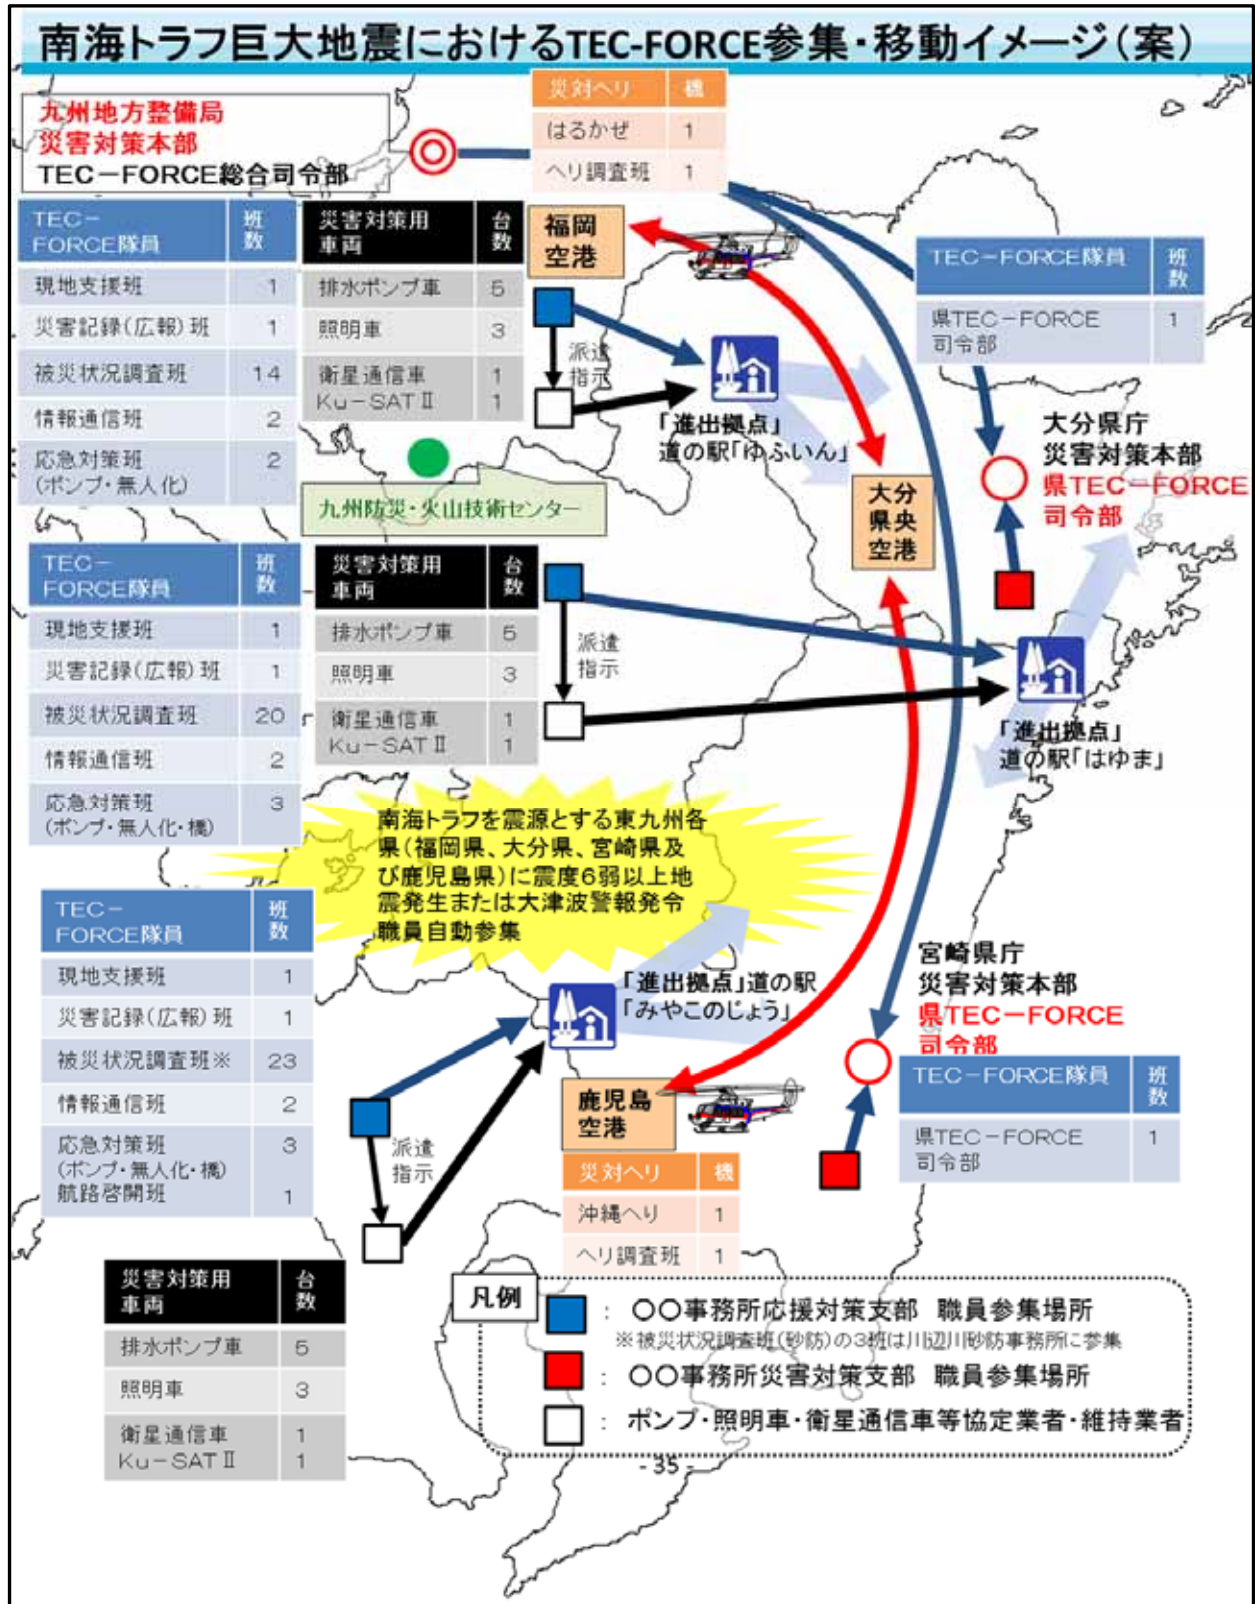 南海トラフ巨大地震におけるTEC-FORCE参集・移動イメージ(案)
九州地方整備局
災害対策本部
TEC-FORCE総合司令部
災対ヘリ 機
はるかぜ 1
ヘリ調査班 1
TEC-
FORCE隊員 班数
現地支援班 1
災害記録(広報)班 1
被災状況調査班 14
情報通信班 2
応急対策班 2
(ポンプ・無人化)
災害対策用
車両 台数
排水ポンプ車 5
照明車 3
衛星通信車 1
Ku-SATⅡ 1
福岡
空港
派遣
指示
「進出拠点」
道の駅「ゆふいん」
TEC-FORCE隊員 班数
県TEC-FORCE 1
司令部
大分県庁
災害対策本部
県TEC-FORCE
司令部
大分
県央
空港
九州防災・火山技術センター
TEC-
FORCE隊員 班数
現地支援班 1
災害記録(広報)班 1
被災状況調査班 20
情報通信班 2
応急対策班 3
(ポンプ・無人化・橋)
災害対策用
車両 台数
排水ポンプ車 5
照明車 3
衛星通信車 1
Ku-SATⅡ 1
派遣
指示
「進出拠点」
道の駅「はゆま」
南海トラフを震源とする東九州各
県(福岡県、大分県、宮崎県及
び鹿児島県)に震度6弱以上地
震発生または大津波警報発令
職員自動参集
TEC-
FORCE隊員 班数
現地支援班 1
災害記録(広報)班 1
被災状況調査班※ 23
情報通信班 2
応急対策班 3
(ポンプ・無人化・橋)
航路啓開班 1
派遣
指示
「進出拠点」道の駅
「みやこのじょう」
宮崎県庁
災害対策本部
県TEC-FORCE
司令部
TEC-FORCE隊員 班数
県TEC-FORCE 1
司令部
鹿児島
空港
災対ヘリ 機
沖縄へり 1
ヘリ調査班 1
災害対策用
車両 台数
排水ポンプ車 5
照明車 3
衛星通信車 1
Ku-SATⅡ 1
凡例
: 〇〇事務所応援対策支部 職員参集場所
※被災状況調査班(砂防)の3班は川辺川砂防事務所に参集
: 〇〇事務所災害対策支部 職員参集場所
: ポンプ・照明車・衛星通信車等協定業者・維持業者
- 35 -